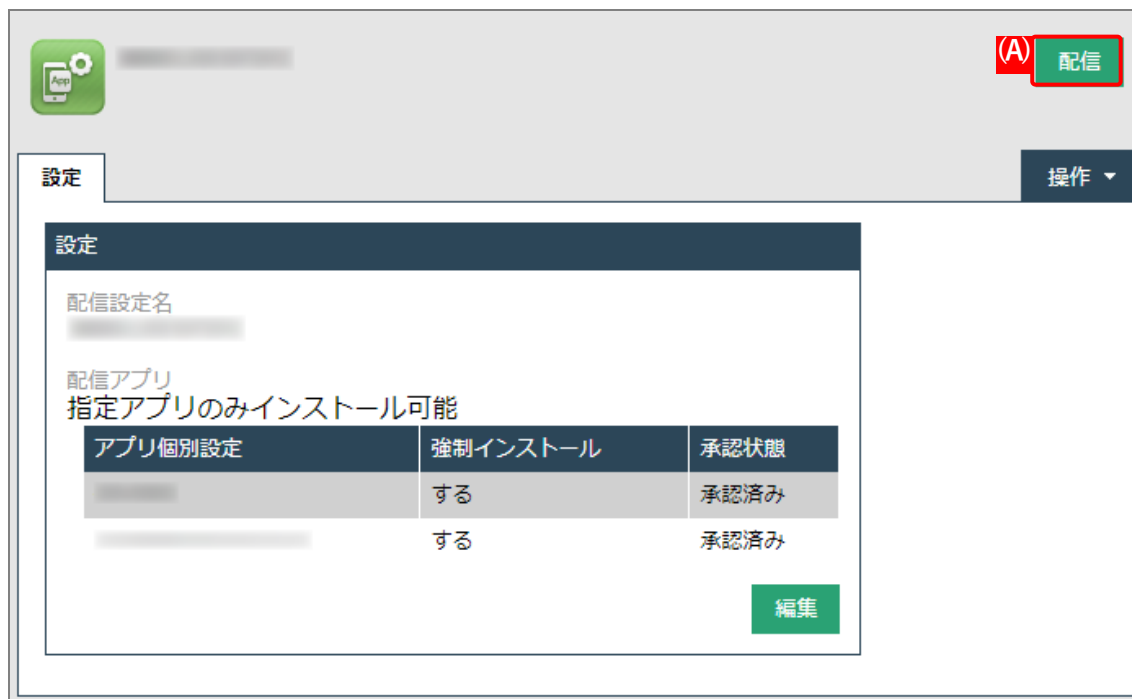 App
(A) 配信
設定
操作
設定
配信設定名
配信アプリ
指定アプリのみインストール可能
アプリ個別設定 強制インストール 承認状態
する 承認済み
する 承認済み
編集